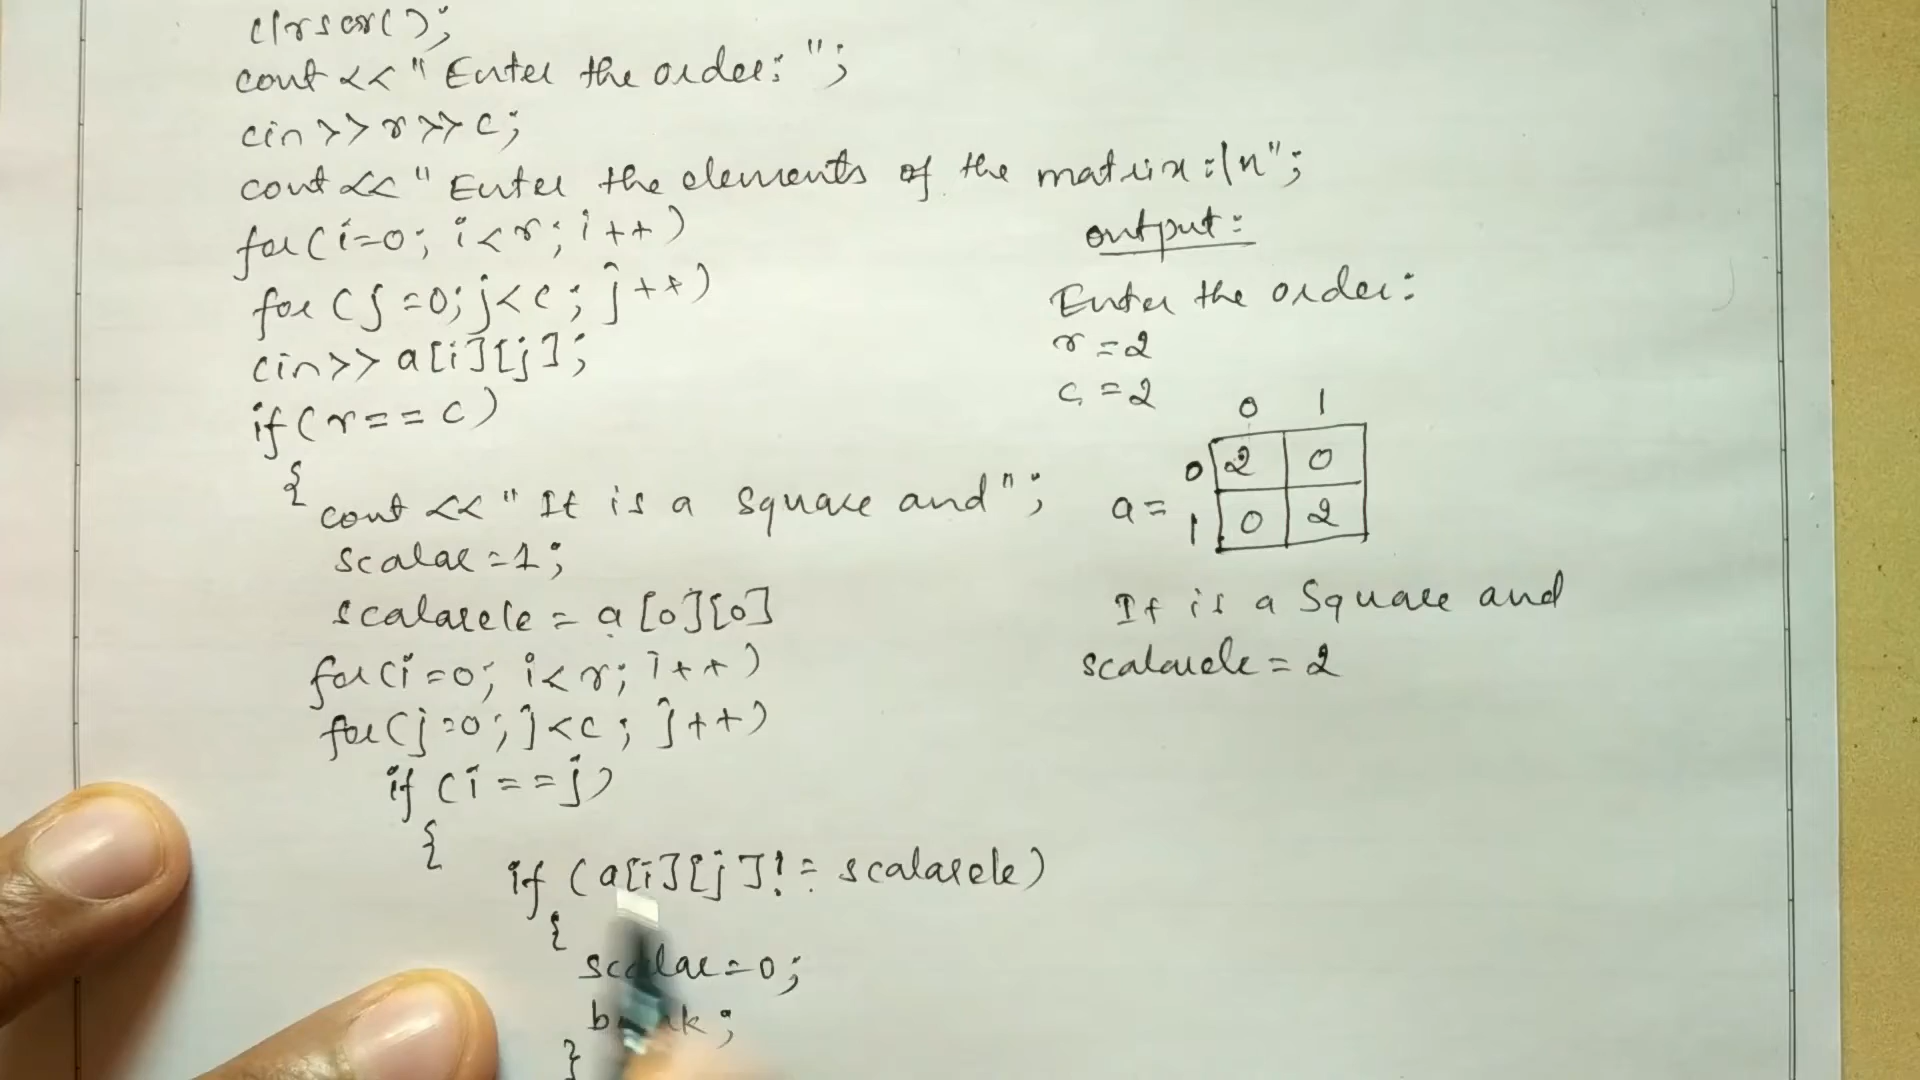 clrscr();
cout << "Enter the order: ";
cin >> r >> c;
cout << "Enter the elements of the matrix:\n";
for(i=0; i<r; i++)
for(j=0; j<c; j++)
cin>> a[i][j];
if(r==c)
{
cout << "It is a square and";
scalar=1;
scalarele = a[0][0]
for(i=0; i<r; i++)
for(j=0; j<c; j++)
if (i==j)
{
if (a[i][j]!= scalarele)
{
scalar=0;
}
output:
Enter the order:
r=2
c=2
0 1
0 2 0
a=
1 0 2
It is a Square and
scalarele = 2